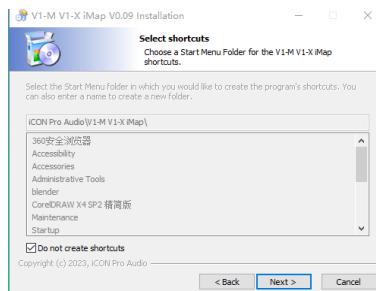 V1-M V1-X iMap V0.09 Installation
Select shortcuts
Choose a Start Menu Folder for the V1-M V1-X iMap
shortcuts.
Select the Start Menu folder in which you would like to create the program's shortcuts. You
can also enter a name to create a new folder.
iCON Pro Audio\V1-M V1-X iMap\
360安全浏览器
Accessibility
Accessories
Administrative Tools
blender
CorelDRAW X4 SP2 精简版
Maintenance
Startup
Do not create shortcuts
Copyright (c) 2023, iCON Pro Audio
< Back
Next >
Cancel